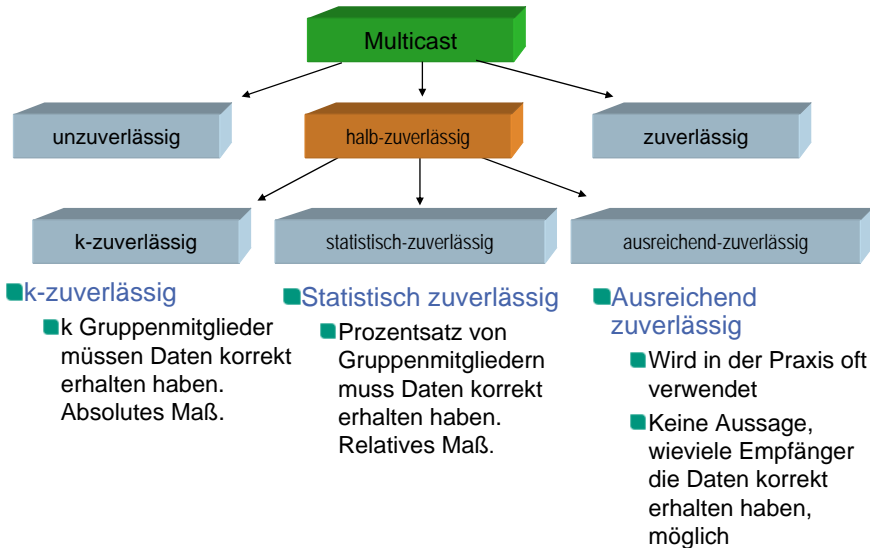 Multicast
unzuverlässig
halb-zuverlässig
zuverlässig
k-zuverlässig
statistisch-zuverlässig
ausreichend-zuverlässig
k-zuverlässig
k Gruppenmitglieder
müssen Daten korrekt
erhalten haben.
Absolutes Maß.
Statistisch zuverlässig
Prozentsatz von
Gruppenmitgliedern
muss Daten korrekt
erhalten haben.
Relatives Maß.
Ausreichend
zuverlässig
Wird in der Praxis oft
verwendet
Keine Aussage,
wieviele Empfänger
die Daten korrekt
erhalten haben,
möglich